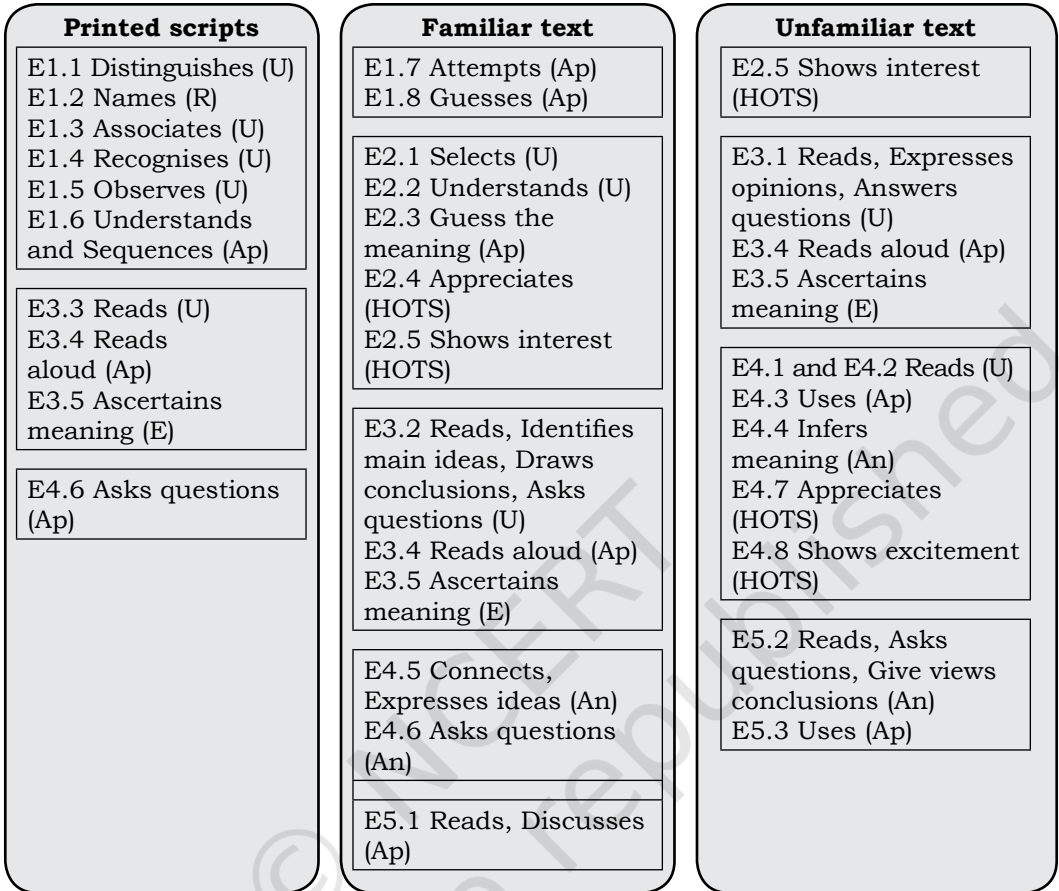 Printed scripts
E1.1 Distinguishes (U)
E1.2 Names (R)
E1.3 Associates (U)
E1.4 Recognises (U)
E1.5 Observes (U)
E1.6 Understands
and Sequences (Ap)
E3.3 Reads (U)
E3.4 Reads
aloud (Ap)
E3.5 Ascertains
meaning (E)
E4.6 Asks questions
(Ap)
Familiar text
E1.7 Attempts (Ap)
E1.8 Guesses (Ap)
E2.1 Selects (U)
E2.2 Understands (U)
E2.3 Guess the
meaning (Ap)
E2.4 Appreciates
(HOTS)
E2.5 Shows interest
(HOTS)
E3.2 Reads, Identifies
main ideas, Draws
conclusions, Asks
questions (U)
E3.4 Reads aloud (Ap)
E3.5 Ascertains
meaning (E)
E4.5 Connects,
Expresses ideas (An)
E4.6 Asks questions
(An)
E5.1 Reads, Discusses
(Ap)
Unfamiliar text
E2.5 Shows interest
(HOTS)
E3.1 Reads, Expresses
opinions, Answers
questions (U)
E3.4 Reads aloud (Ap)
E3.5 Ascertains
meaning (E)
E4.1 and E4.2 Reads (U)
E4.3 Uses (Ap)
E4.4 Infers
meaning (An)
E4.7 Appreciates
(HOTS)
E4.8 Shows excitement
(HOTS)
E5.2 Reads, Asks
questions, Give views
conclusions (An)
E5.3 Uses (Ap)
© NCERT
republished